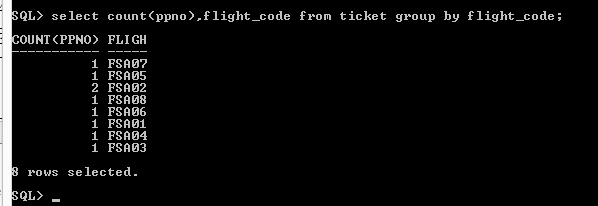 SQL> select count(ppno),flight_code from ticket group by flight_code;
COUNT(PPNO) FLIGH
----------- -----
1 FSA07
1 FSA05
2 FSA02
1 FSA08
1 FSA06
1 FSA01
1 FSA04
1 FSA03
8 rows selected.
SQL> _